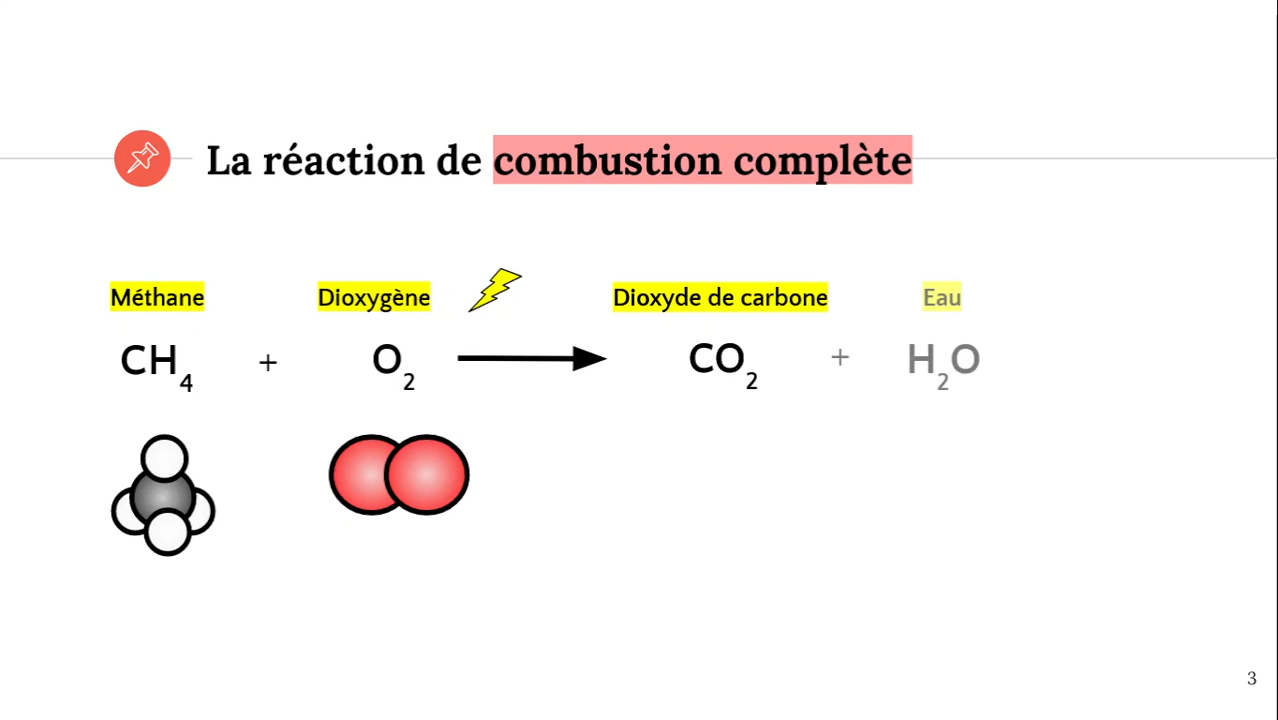 La réaction de combustion complète
Méthane Dioxygène Dioxyde de carbone Eau
CH₄ + O₂ CO₂ + H₂O
3